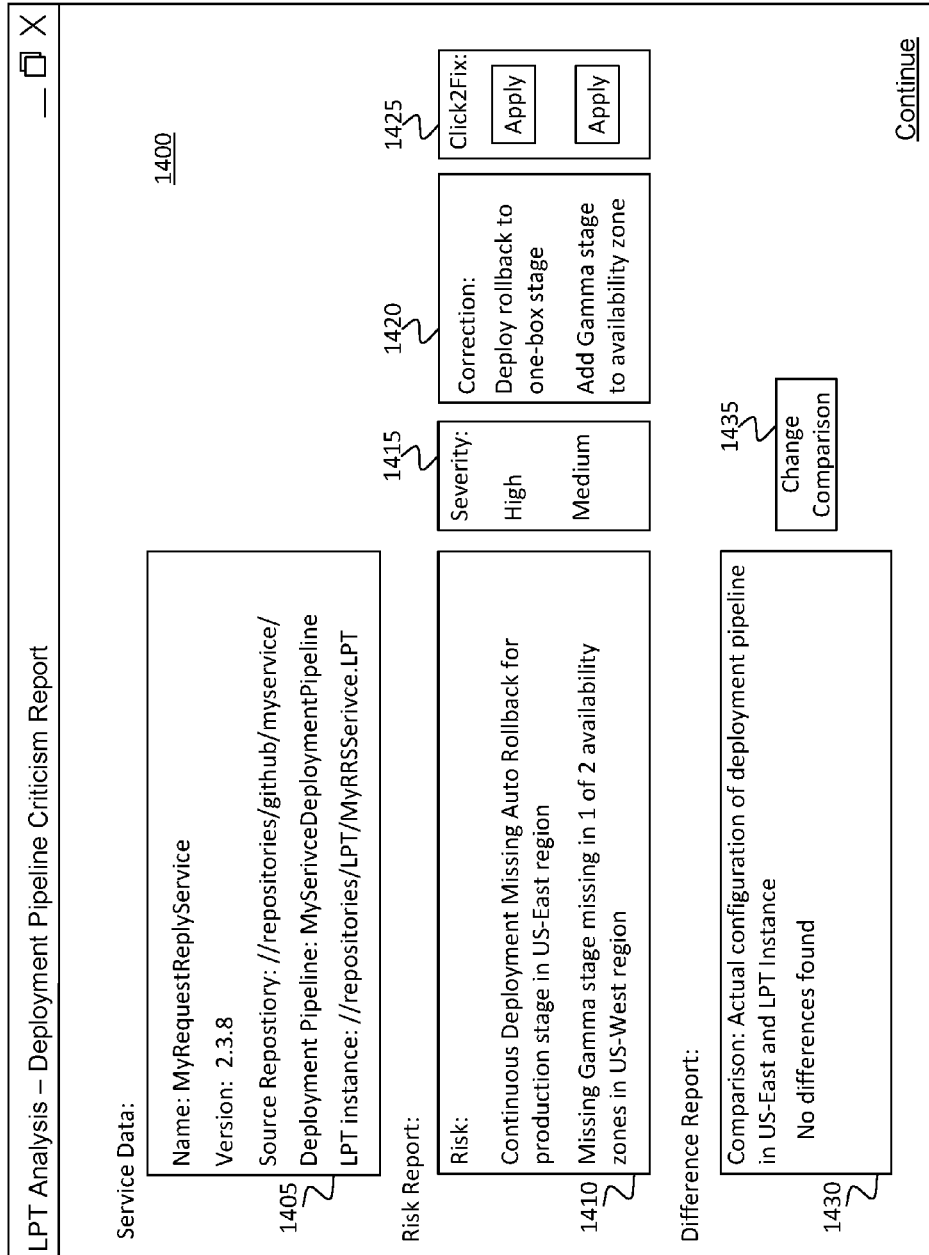 LPT Analysis – Deployment Pipeline Criticism Report
1400
Service Data:
Name: MyRequestReplyService
Version: 2.3.8
Source Repostiory: //repositories/github/myservice/
Deployment Pipeline: MySerivceDeploymentPipeline
LPT instance: //repositories/LPT/MyRRSSerivce.LPT
1405
Risk Report:
Risk:
Continuous Deployment Missing Auto Rollback for
production stage in US-East region
Missing Gamma stage missing in 1 of 2 availability
zones in US-West region
1410
1415
Severity:
High
Medium
1420
Correction:
Deploy rollback to
one-box stage
Add Gamma stage
to availability zone
1425
Click2Fix:
Apply
Apply
Difference Report:
Comparison: Actual configuration of deployment pipeline
in US-East and LPT Instance
No differences found
1430
1435
Change
Comparison
Continue